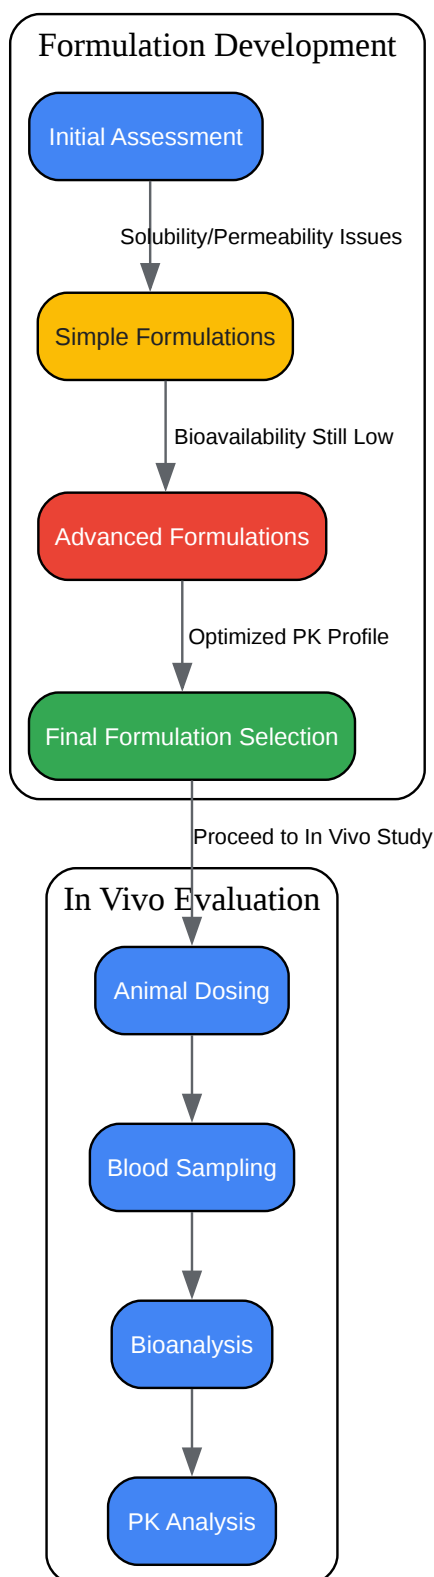 Formulation Development
Initial Assessment
Solubility/Permeability Issues
Simple Formulations
Bioavailability Still Low
Advanced Formulations
Optimized PK Profile
Final Formulation Selection
Proceed to In Vivo Study
In Vivo Evaluation
Animal Dosing
Blood Sampling
Bioanalysis
PK Analysis